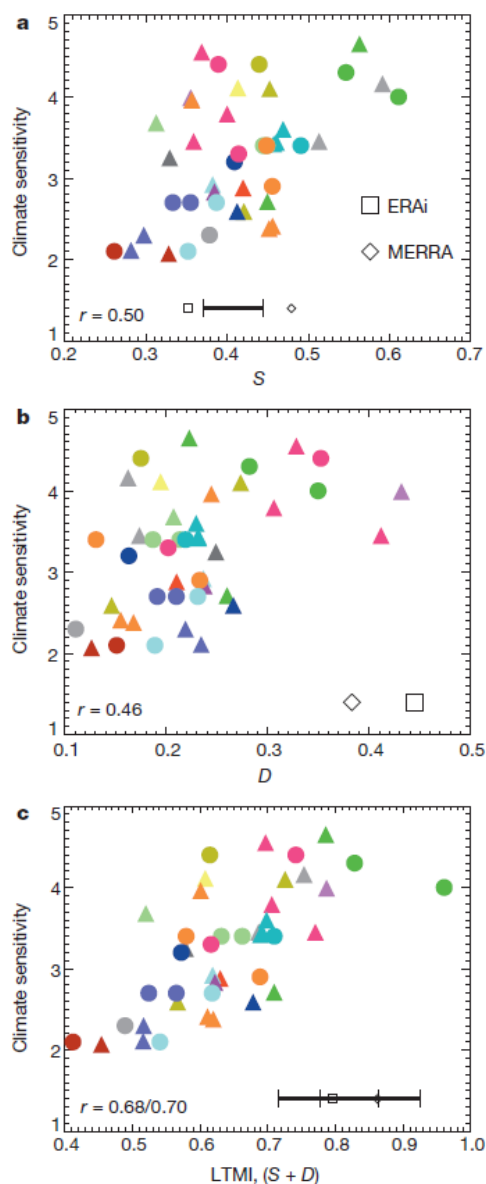 a
5
4
3
2
1
Climate sensitivity
ERAi
MERRA
r = 0.50
0.2 0.3 0.4 0.5 0.6 0.7
S
b
5
4
3
2
1
Climate sensitivity
r = 0.46
0.1 0.2 0.3 0.4 0.5
D
c
5
4
3
2
1
Climate sensitivity
r = 0.68/0.70
0.4 0.5 0.6 0.7 0.8 0.9 1.0
LTMI, (S + D)